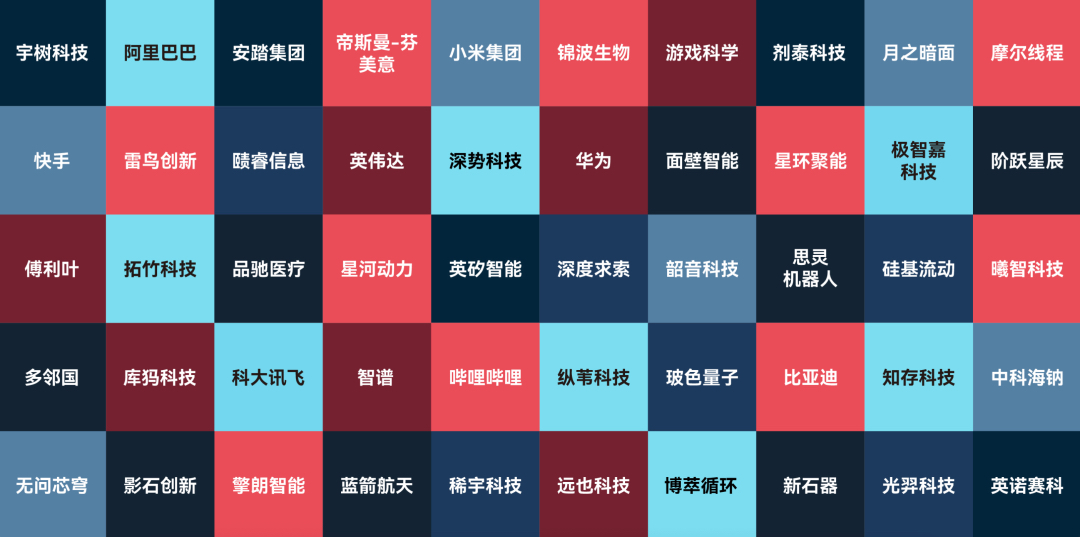 宇树科技
阿里巴巴
安踏集团
帝斯曼-芬
美意
小米集团
锦波生物
游戏科学
剂泰科技
月之暗面
摩尔线程
快手
雷鸟创新
赜睿信息
英伟达
深势科技
华为
面壁智能
星环聚能
极智嘉
科技
阶跃星辰
傅利叶
拓竹科技
品驰医疗
星河动力
英矽智能
深度求索
韶音科技
思灵
机器人
硅基流动
曦智科技
多邻国
库犸科技
科大讯飞
智谱
哔哩哔哩
纵苇科技
玻色量子
比亚迪
知存科技
中科海钠
无问芯穹
影石创新
擎朗智能
蓝箭航天
稀宇科技
远也科技
博萃循环
新石器
光羿科技
英诺赛科